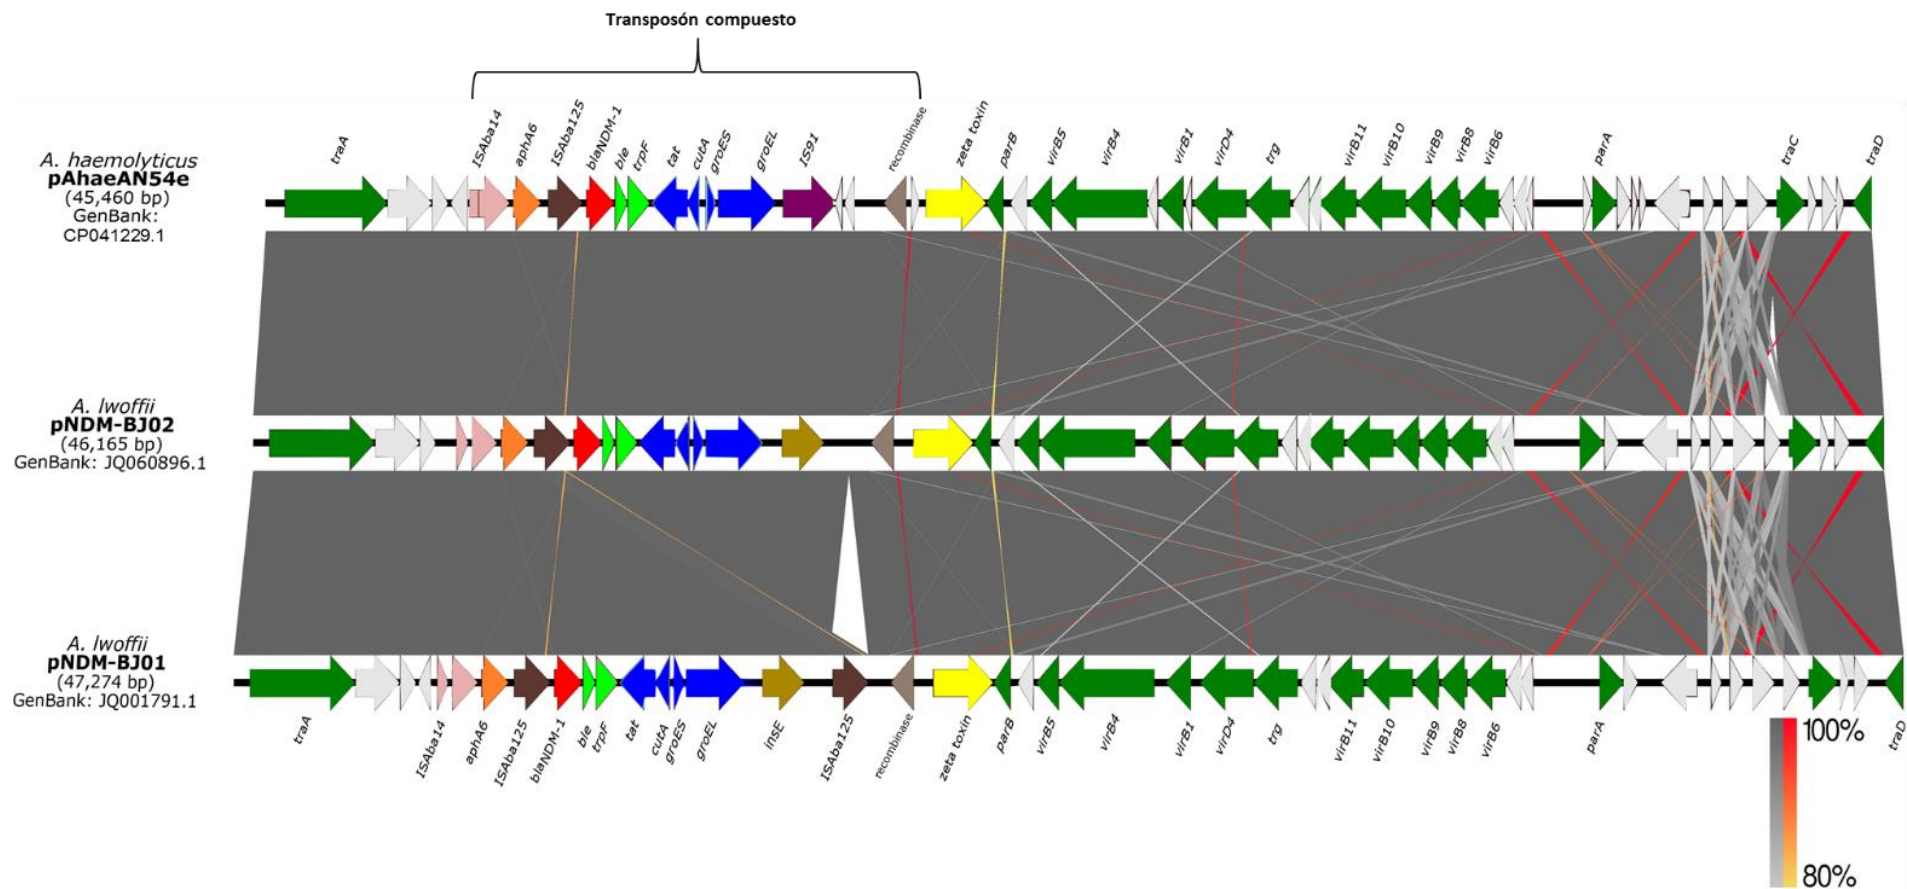 Transposón compuesto
traA
ISAba14
aphA6
ISAba125
blaNDM-1
ble
trpF
tat
cutA
groES
groEL
IS91
recombinase
zeta toxin
parB
virB5
virB4
virB1
virD4
trg
virB11
virB10
virB9
virB8
virB6
parA
traC
traD
A. haemolyticus
pAhaeAN54e
(45,460 bp)
GenBank:
CP041229.1
A. lwoffii
pNDM-BJ02
(46,165 bp)
GenBank: JQ060896.1
A. lwoffii
pNDM-BJ01
(47,274 bp)
GenBank: JQ001791.1
traA
ISAba14
aphA6
ISAba125
blaNDM-1
ble
trpF
tat
cutA
groES
groEL
insE
ISAba125
recombinase
zeta toxin
parB
virB5
virB4
virB1
virD4
trg
virB11
virB10
virB9
virB8
virB6
parA
traD
100%
80%